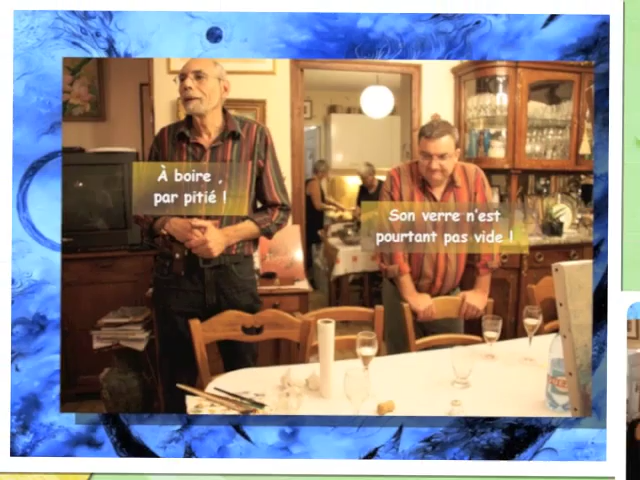 À boire ,
par pitié !
Son verre n'est
pourtant pas vide !